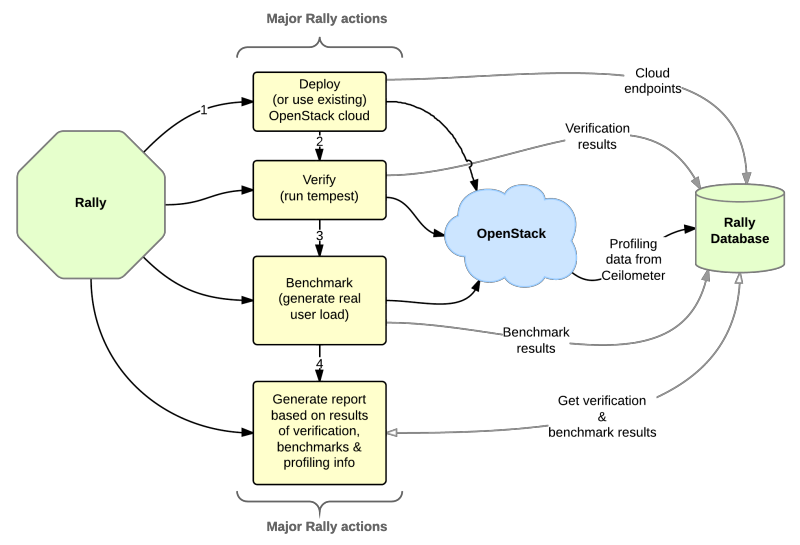 Major Rally actions
Deploy
(or use existing)
OpenStack cloud
Cloud
endpoints
1
2
Verification
results
Verify
(run tempest)
Rally
OpenStack
Rally
Database
3
Profiling
data from
Ceilometer
Benchmark
(generate real
user load)
Benchmark
results
4
Generate report
based on results
of verification,
benchmarks &
profiling info
Get verification
&
benchmark results
Major Rally actions